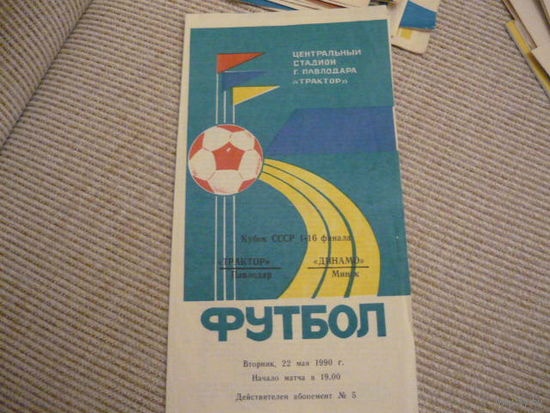 ЦЕНТРАЛЬНЫЙ
СТАДИОН
Г. ПАВЛОДАРА
«ТРАКТОР»
Кубок СССР 1-16 финала
«ТРАКТОР» «ДИНАМО»
Павлодар Минск
ФУТБОЛ
Вторник, 22 мая 1990 г.
Начало матча в 19.00
Действителен абонемент № 5